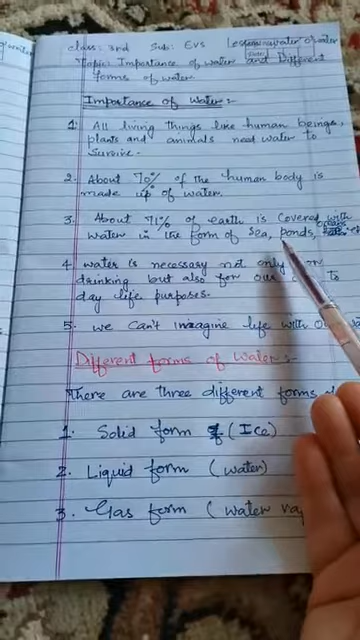 class: 3rd Sub: EVS Lesson: water
Topic: Importance of water and Different
forms of water
Importance of Water:-
1. All living things like human beings,
plants and animals need water to
Survive.
2. About 70% of the human body is
made up of water.
3. About 71% of earth is Covered with
water in the form of Sea, ponds,
4. water is necessary not only
drinking but also for our to
day life purposes.
5. we can't imagine life with
Different forms of Water:-
There are three different forms
1. Solid form (Ice)
2. Liquid form (water)
3. Gas form (water